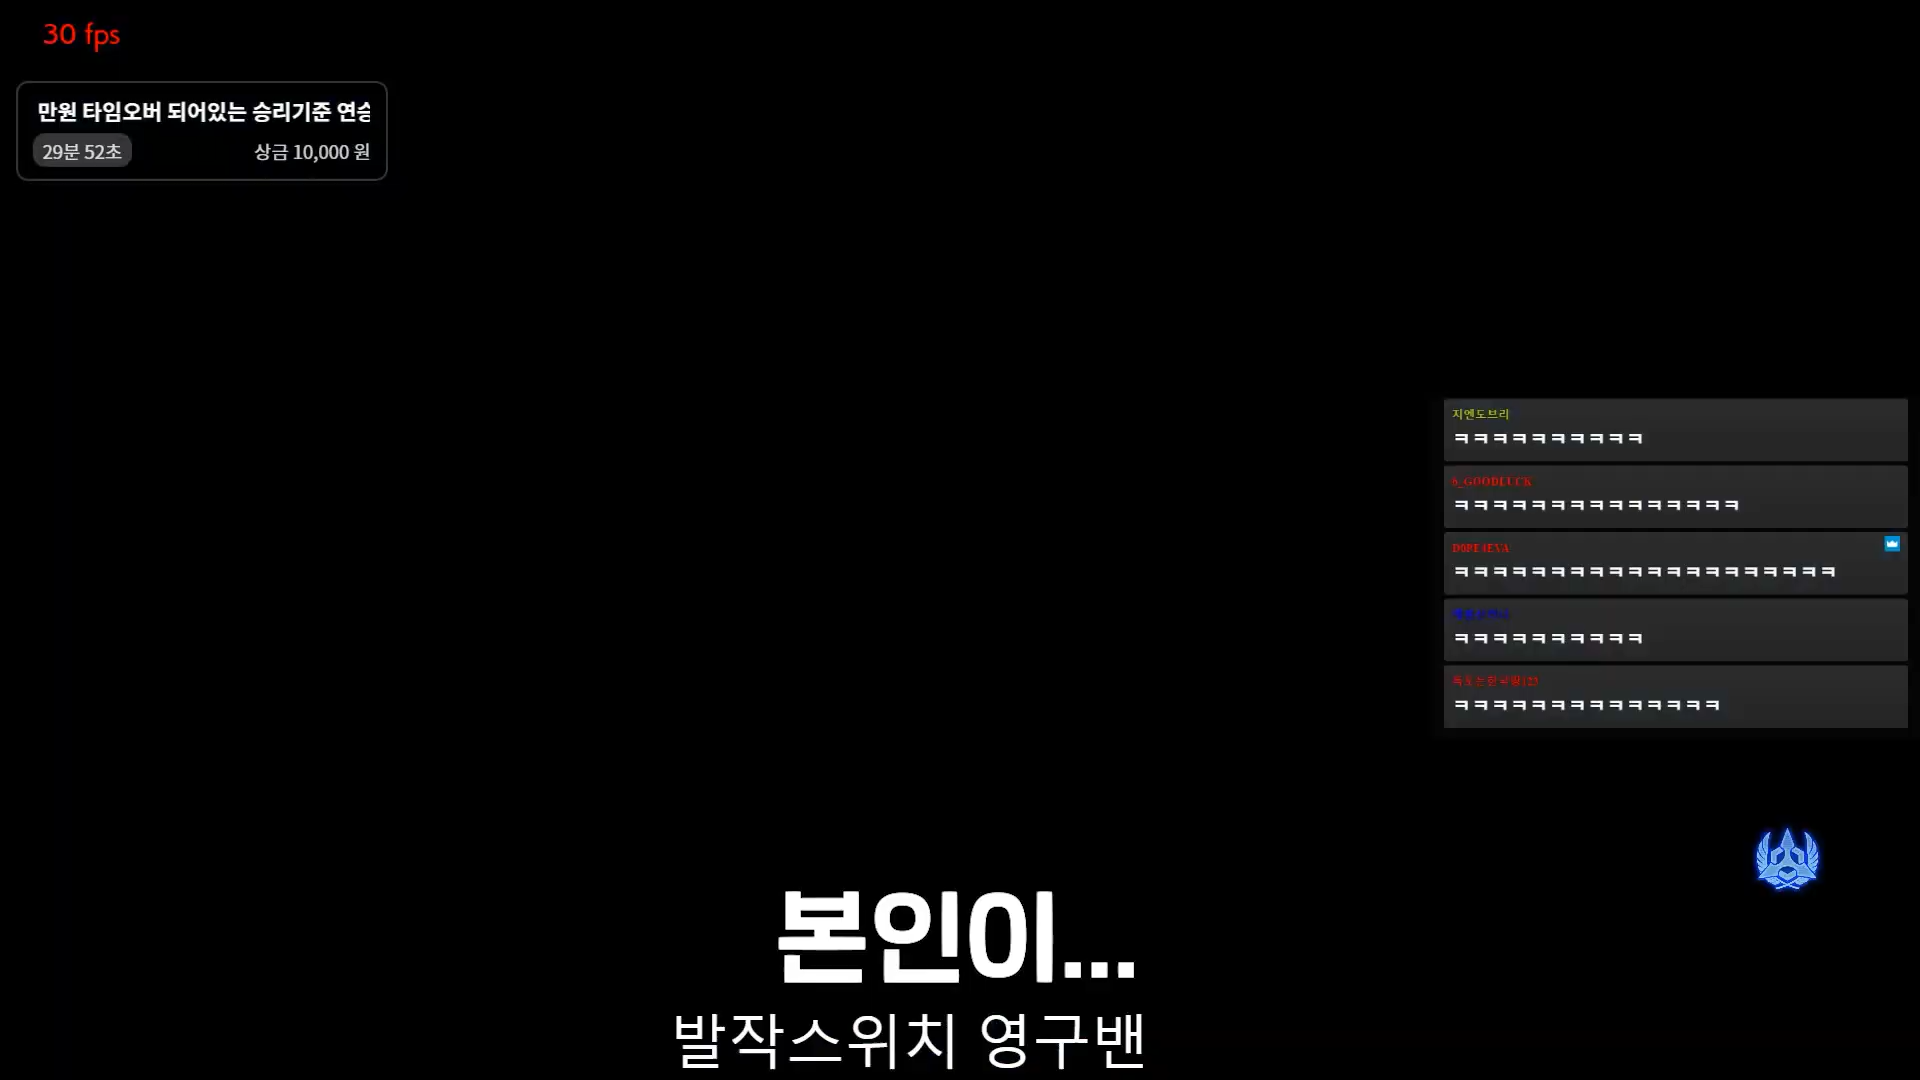 30 fps
만원 타임오버 되어있는 승리기준 연승
29분 52초
상금 10,000 원
지엔도브리
ㅋㅋㅋㅋㅋㅋㅋㅋㅋㅋ
6_GOODLUCK
ㅋㅋㅋㅋㅋㅋㅋㅋㅋㅋㅋㅋㅋㅋㅋ
D0PE4EVA
ㅋㅋㅋㅋㅋㅋㅋㅋㅋㅋㅋㅋㅋㅋㅋㅋㅋㅋㅋㅋ
ㅋㅋㅋㅋㅋㅋㅋㅋㅋㅋ
ㅋㅋㅋㅋㅋㅋㅋㅋㅋㅋㅋㅋㅋㅋ
본인이...
발작스위치 영구밴